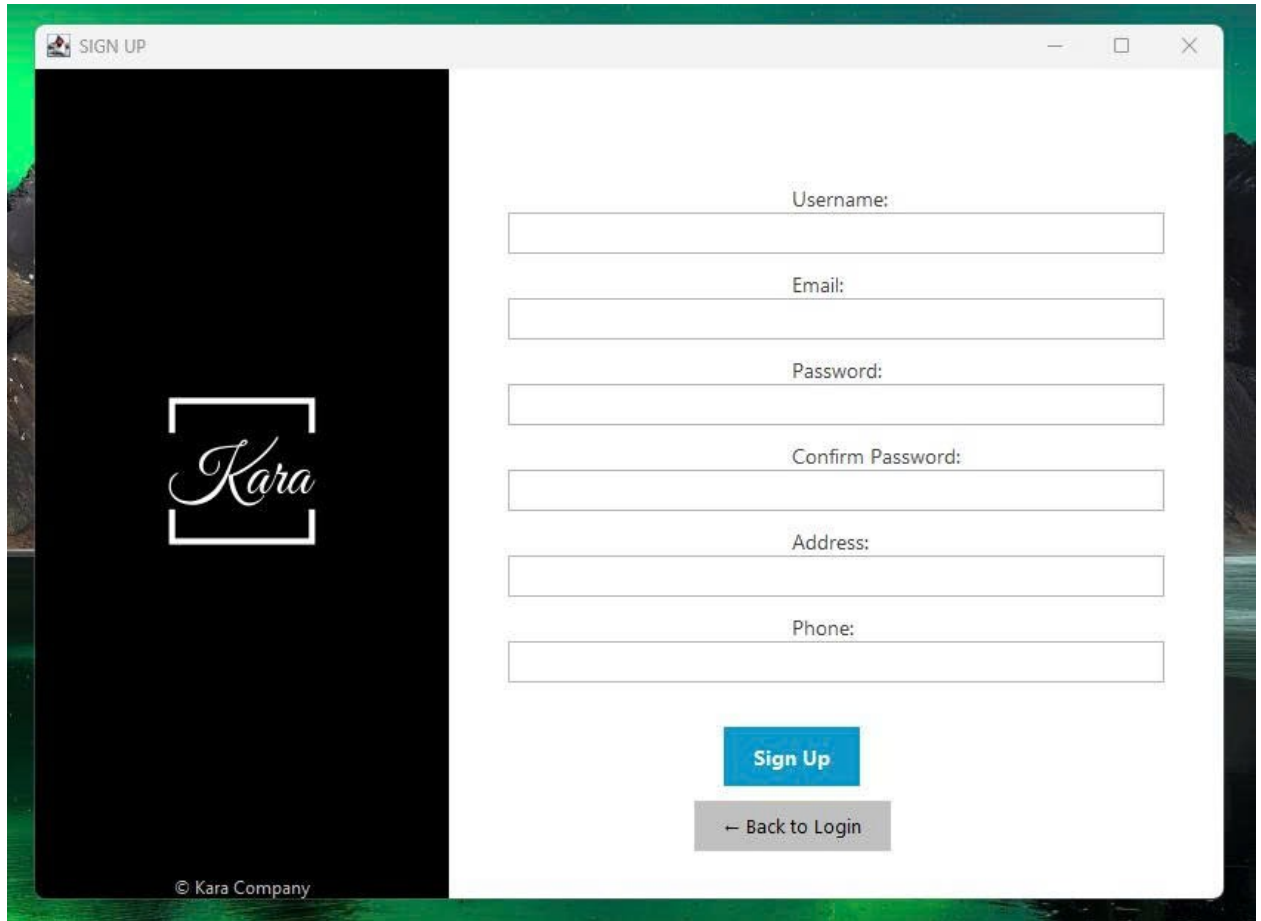 SIGN UP
Kara
© Kara Company
Username:
Email:
Password:
Confirm Password:
Address:
Phone:
Sign Up
← Back to Login